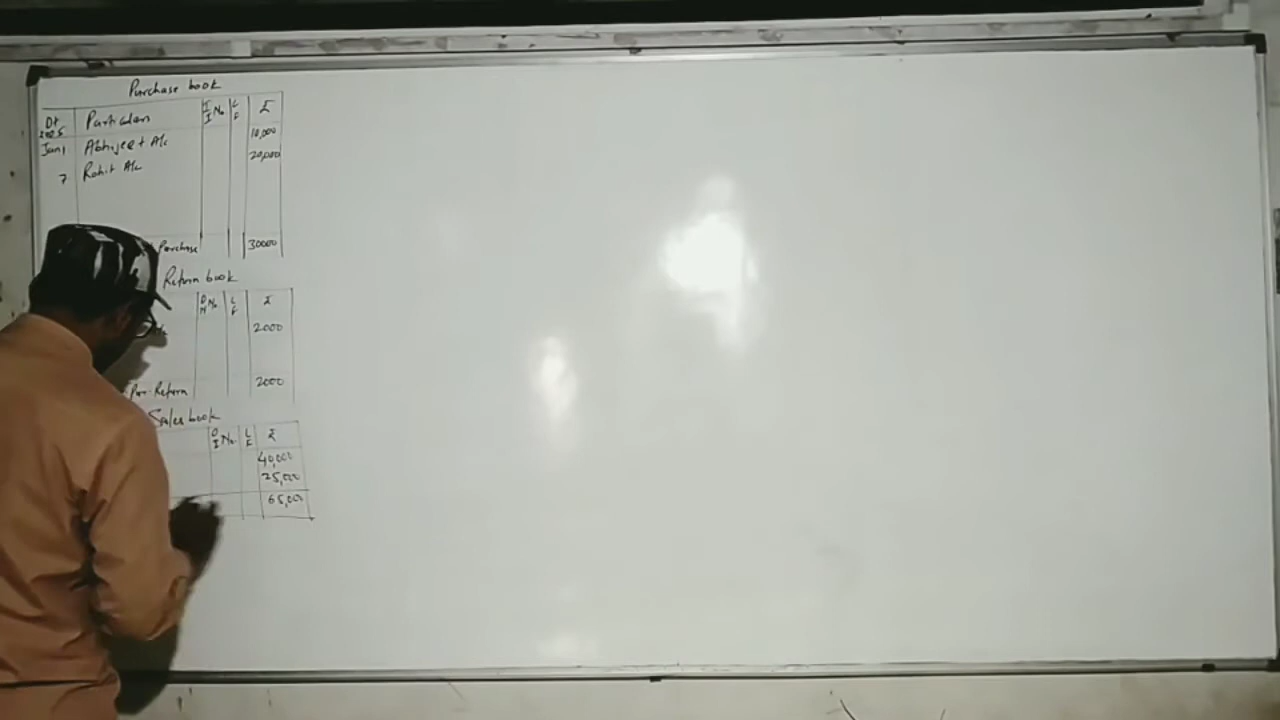 Purchase book
Dt Particulars I I No L F ₹
2025
Jan 1 Abhijeet A/c 10,000
7 Rohit A/c 20,000
Purchase 30000
Return book
D N No L F ₹
2000
Pur. Return 2000
Sales book
O I No. L F ₹
40,000
25,000
65,000